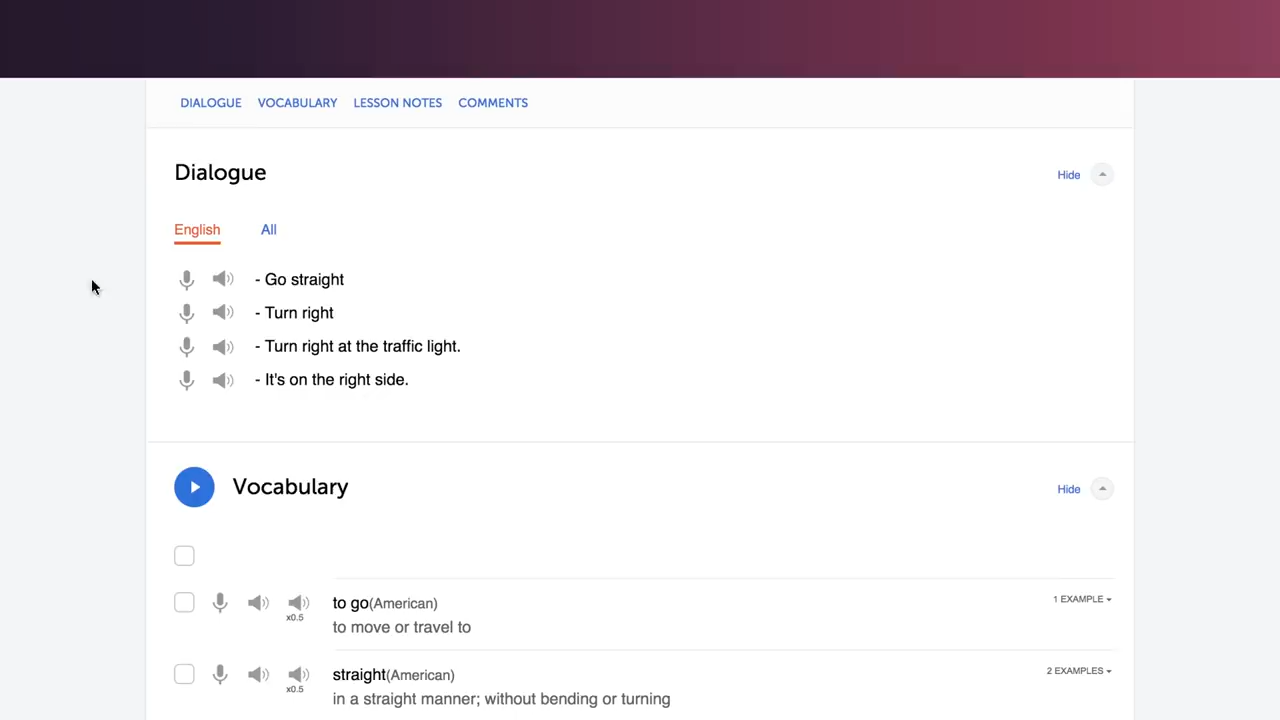 DIALOGUE VOCABULARY LESSON NOTES COMMENTS
Dialogue
Hide
English All
- Go straight
- Turn right
- Turn right at the traffic light.
- It's on the right side.
Vocabulary
Hide
to go(American)
1 EXAMPLE
x0.5
to move or travel to
straight(American)
2 EXAMPLES
x0.5
in a straight manner; without bending or turning